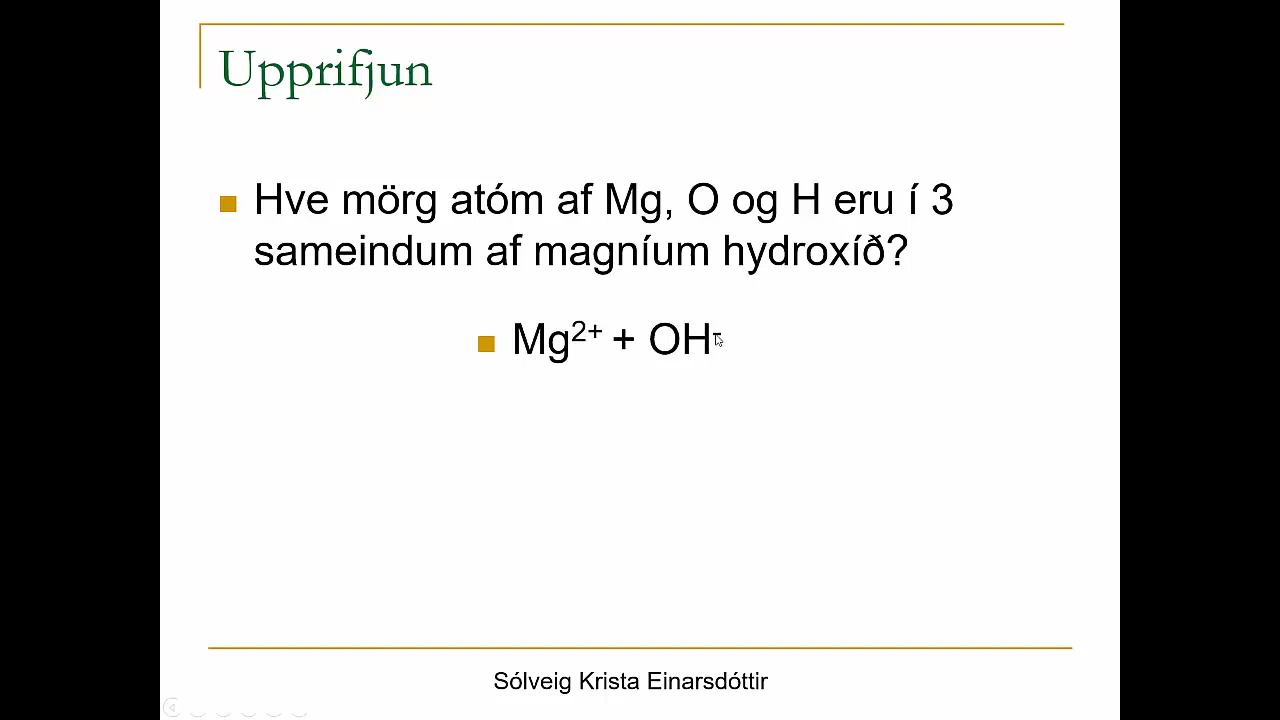 Upprifjun
Hve mörg atóm af Mg, O og H eru í 3
sameindum af magníum hydroxíð?
Mg²⁺ + OH⁻
Sólveig Krista Einarsdóttir